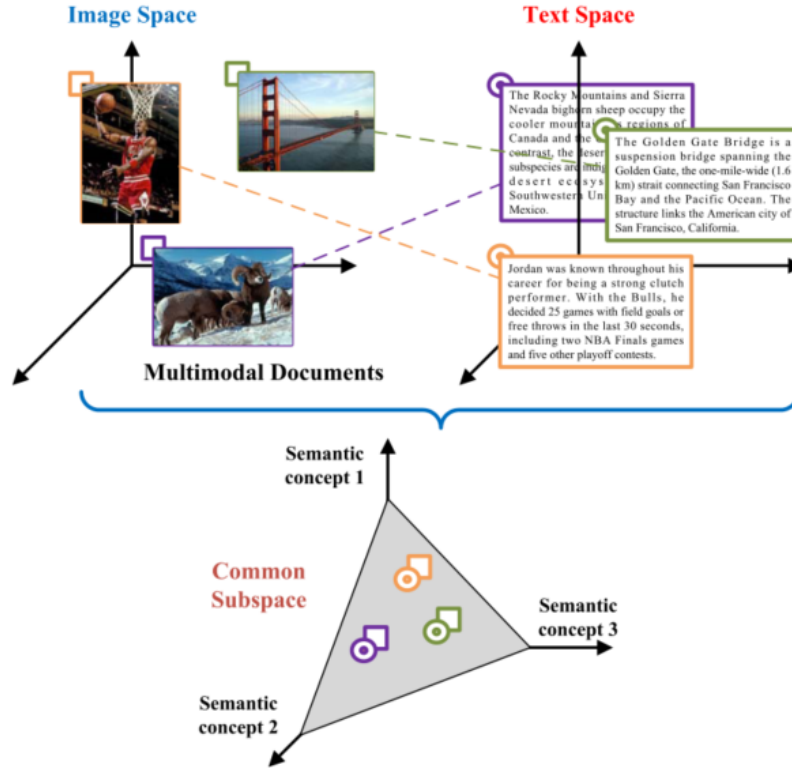 Image Space
Text Space
The Rocky Mountains and Sierra
Nevada bighorn sheep occupy the
cooler regions of
Canada and the
contrast, the
subspecies are
desert
Southwestern
Mexico.
The Golden Gate Bridge is a
suspension bridge spanning the
Golden Gate, the one-mile-wide (1.6
km) strait connecting San Francisco
Bay and the Pacific Ocean. The
structure links the American city of
San Francisco, California.
Jordan was known throughout his
career for being a strong clutch
performer. With the Bulls, he
decided 25 games with field goals or
free throws in the last 30 seconds,
including two NBA Finals games
and five other playoff contests.
Multimodal Documents
Semantic
concept 1
Common
Subspace
Semantic
concept 3
Semantic
concept 2